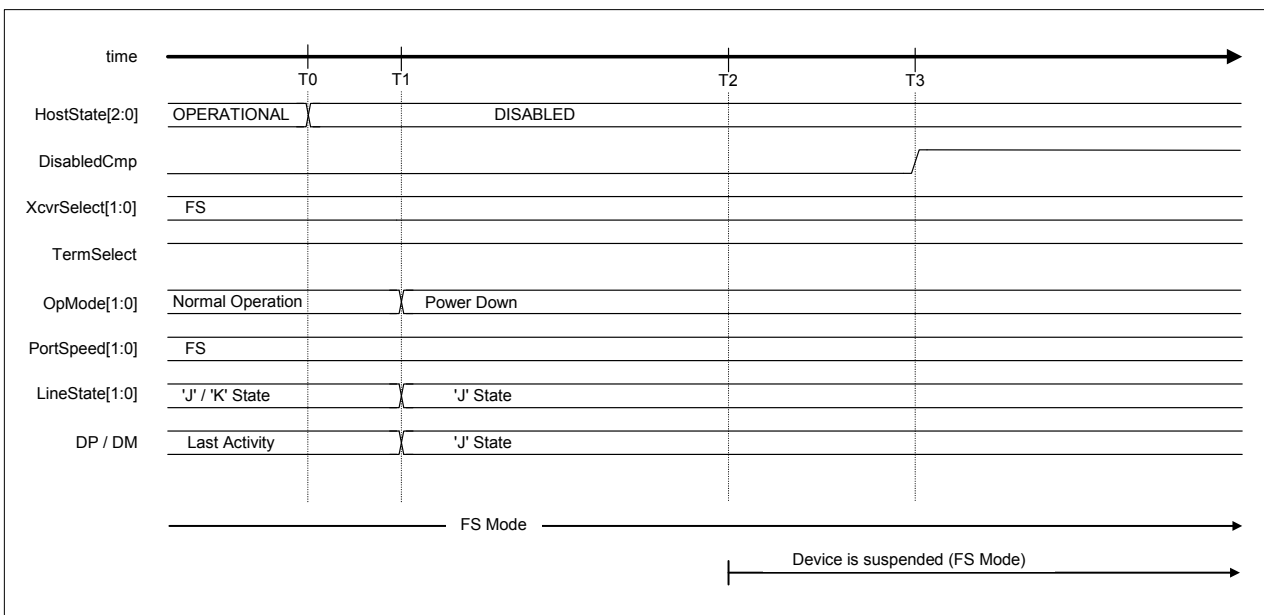 time
T0 T1 T2 T3
HostState[2:0] OPERATIONAL DISABLED
DisabledCmp
XcvrSelect[1:0] FS
TermSelect
OpMode[1:0] Normal Operation Power Down
PortSpeed[1:0] FS
LineState[1:0] 'J' / 'K' State 'J' State
DP / DM Last Activity 'J' State
FS Mode
Device is suspended (FS Mode)